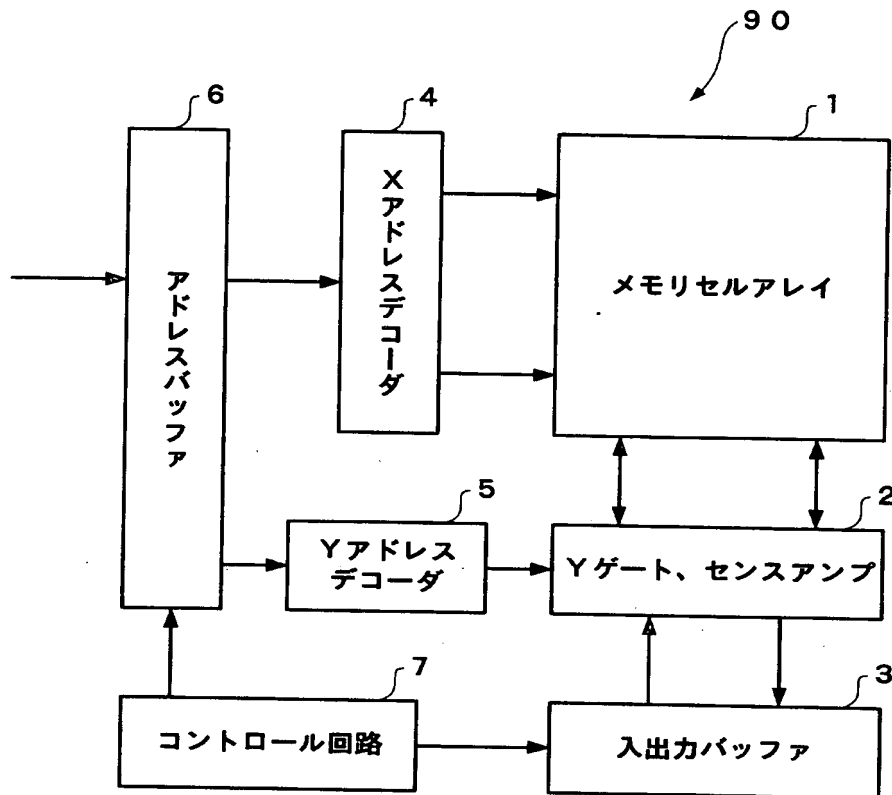 ９０
６
４
１
アドレスバッファ
Ｘアドレスデコーダ
メモリセルアレイ
５
２
Ｙアドレス
デコーダ
Ｙゲート、センスアンプ
７
３
コントロール回路
入出力バッファ